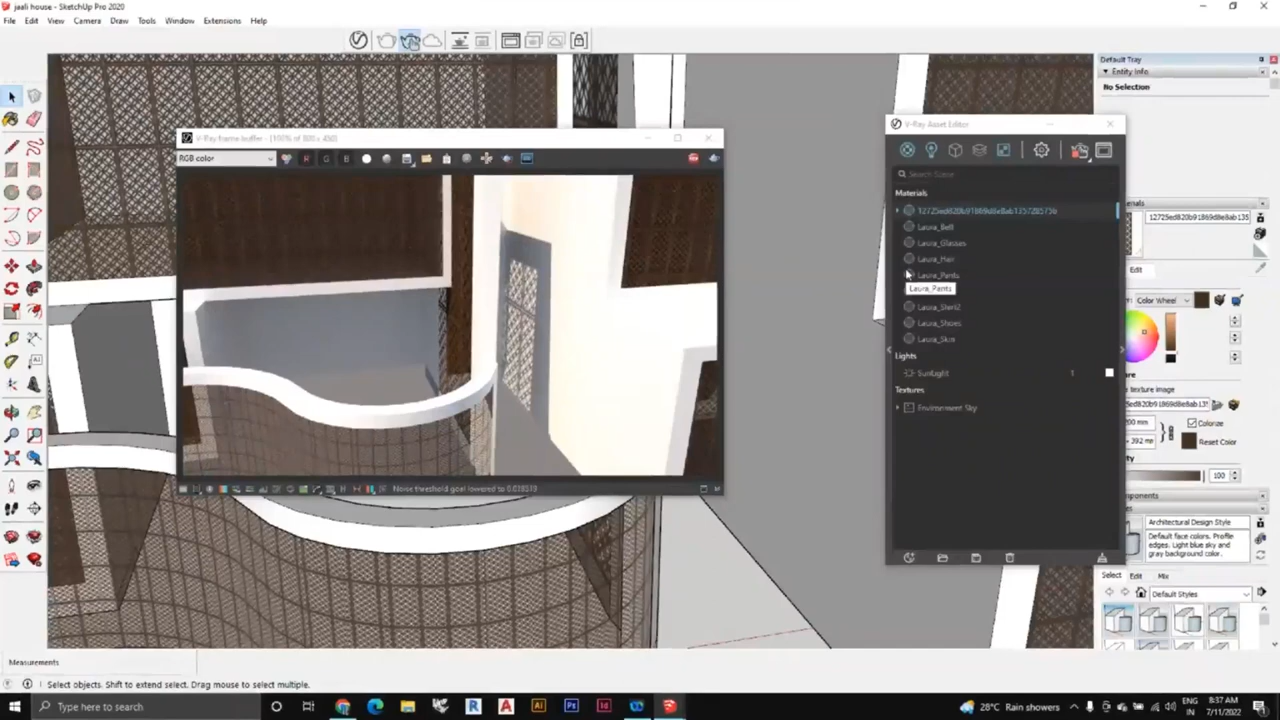 jaali house - SketchUp Pro 2020
File Edit View Camera Draw Tools Window Extensions Help
Default Tray
Entity Info
No Selection
V-Ray frame buffer - [100% of 800 x 450]
RGB color
R G B
Noise threshold goal lowered to 0.018519
V-Ray Asset Editor
Search Scene
Materials
Laura_Belt
Laura_Glasses
Laura_Hair
Laura_Pants
Laura_Pants
Laura_Shirt2
Laura_Shoes
Laura_Skin
Lights
SunLight 1
Textures
Environment Sky
Edit
Color Wheel
Colorize
Reset Color
100
Architectural Design Style
Default face colors. Profile
edges. Light blue sky and
gray background color.
Select Edit Mix
Default Styles
Measurements
Select objects. Shift to extend select. Drag mouse to select multiple.
Type here to search
28°C Rain showers
ENG
IN
8:37 AM
7/11/2022